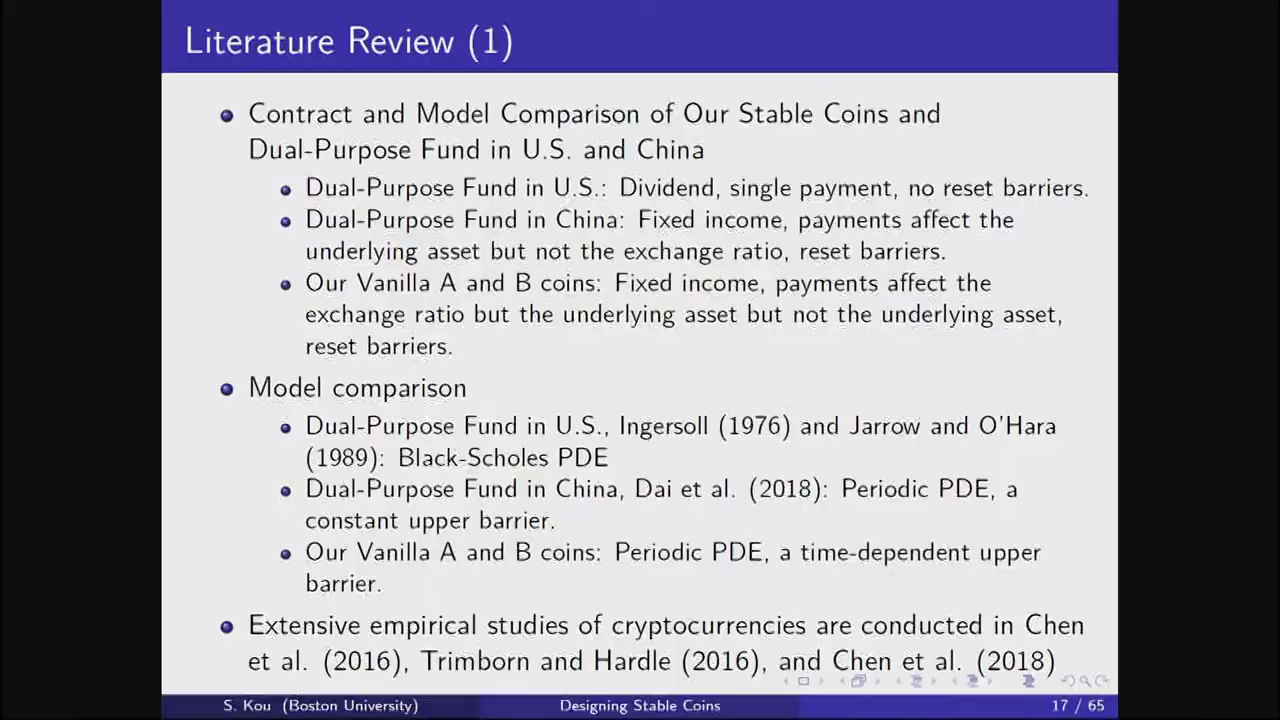 Literature Review (1)
Contract and Model Comparison of Our Stable Coins and
Dual-Purpose Fund in U.S. and China
Dual-Purpose Fund in U.S.: Dividend, single payment, no reset barriers.
Dual-Purpose Fund in China: Fixed income, payments affect the
underlying asset but not the exchange ratio, reset barriers.
Our Vanilla A and B coins: Fixed income, payments affect the
exchange ratio but the underlying asset but not the underlying asset,
reset barriers.
Model comparison
Dual-Purpose Fund in U.S., Ingersoll (1976) and Jarrow and O'Hara
(1989): Black-Scholes PDE
Dual-Purpose Fund in China, Dai et al. (2018): Periodic PDE, a
constant upper barrier.
Our Vanilla A and B coins: Periodic PDE, a time-dependent upper
barrier.
Extensive empirical studies of cryptocurrencies are conducted in Chen
et al. (2016), Trimborn and Hardle (2016), and Chen et al. (2018)
S. Kou (Boston University)
Designing Stable Coins
17 / 65